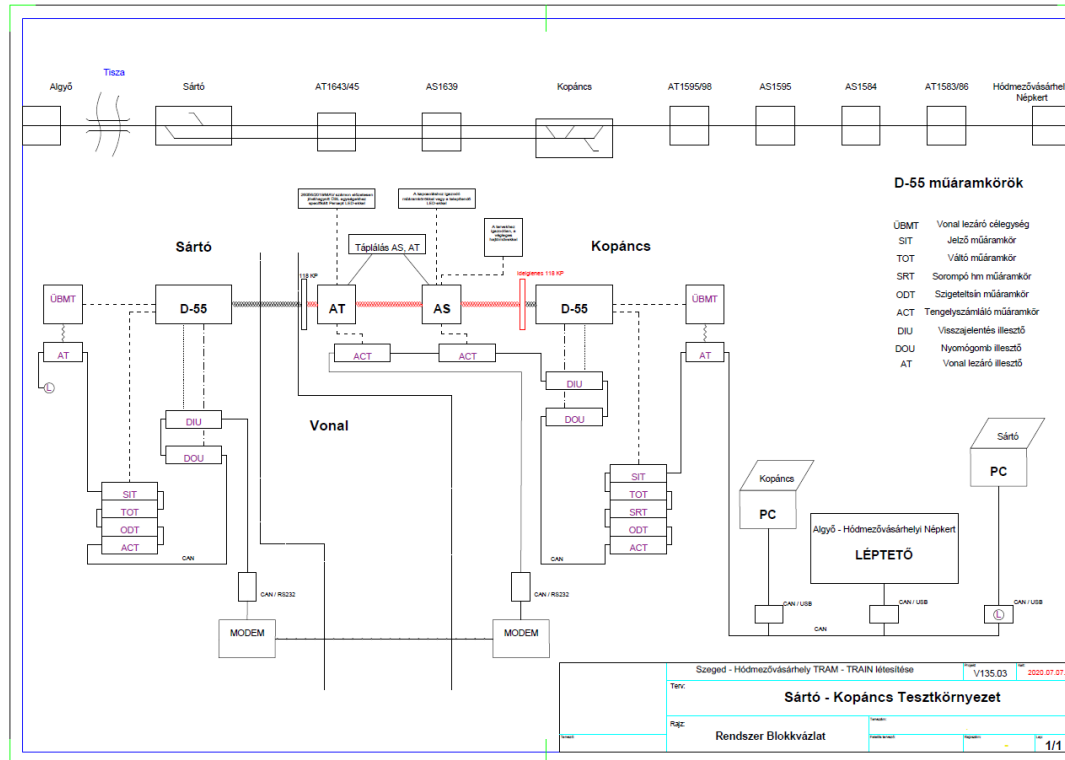 Tisza
Algyő
Sártó
AT1643/45
AS1639
Kopáncs
AT1595/98
AS1595
AS1584
AT1583/86
Hódmezővásárhely
Népkert
D-55 műáramkörök
ÜBMT Vonal lezáró célegység
SIT Jelző műáramkör
TOT Váltó műáramkör
SRT Sorompó hm műáramkör
ODT Szigeteltsín műáramkör
ACT Tengelyszámláló műáramkör
DIU Visszajelentés illesztő
DOU Nyomógomb illesztő
AT Vonal lezáró illesztő
Sártó
Táplálás AS, AT
Kopáncs
118 KP
Ideiglenes 118 KP
ÜBMT
D-55
AT
AS
D-55
ÜBMT
AT
ACT
ACT
AT
L
DIU
DOU
Vonal
DIU
DOU
SIT
TOT
ODT
ACT
CAN
SIT
TOT
SRT
ODT
ACT
CAN
Kopáncs
PC
Sártó
PC
Algyő - Hódmezővásárhelyi Népkert
LÉPTETŐ
CAN / RS232
CAN / RS232
CAN / USB
CAN / USB
CAN / USB
L
CAN
MODEM
MODEM
Szeged - Hódmezővásárhely TRAM - TRAIN létesítése
V135.03
2020.07.07.
Terv:
Sártó - Kopáncs Tesztkörnyezet
Rajz:
Rendszer Blokkvázlat
1/1